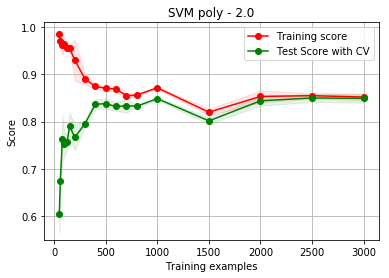 SVM poly - 2.0
Training score
Test Score with CV
1.0
0.9
0.8
0.7
0.6
Score
0 500 1000 1500 2000 2500 3000
Training examples